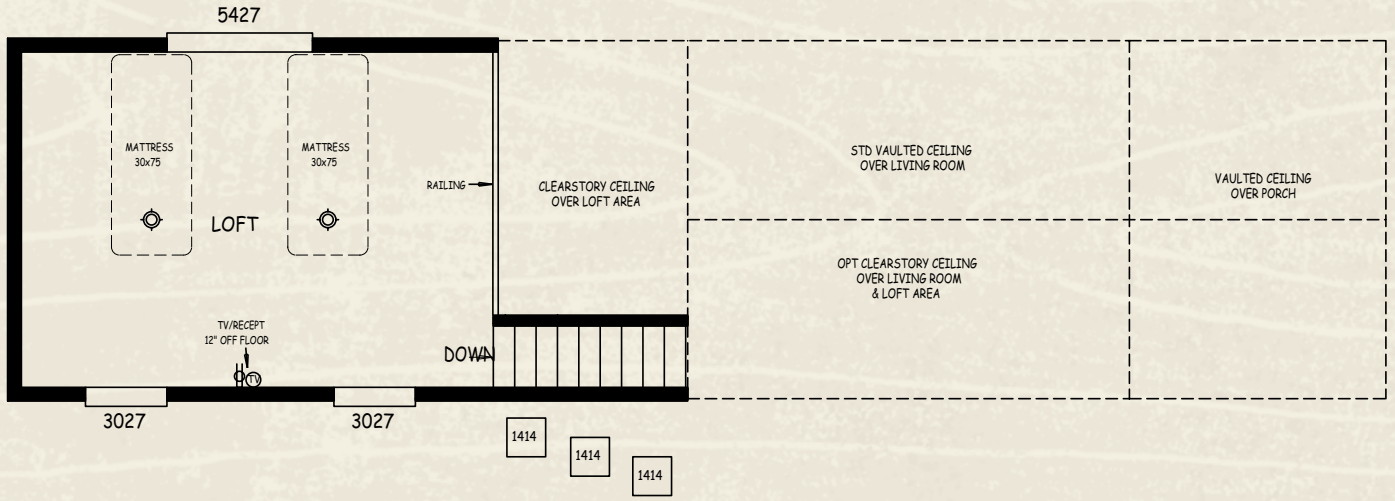 5427
MATTRESS
30x75
MATTRESS
30x75
RAILING
CLEARSTORY CEILING
OVER LOFT AREA
STD VAULTED CEILING
OVER LIVING ROOM
VAULTED CEILING
OVER PORCH
LOFT
OPT CLEARSTORY CEILING
OVER LIVING ROOM
& LOFT AREA
TV/RECEPT
12" OFF FLOOR
DOWN
TV
3027
3027
1414
1414
1414